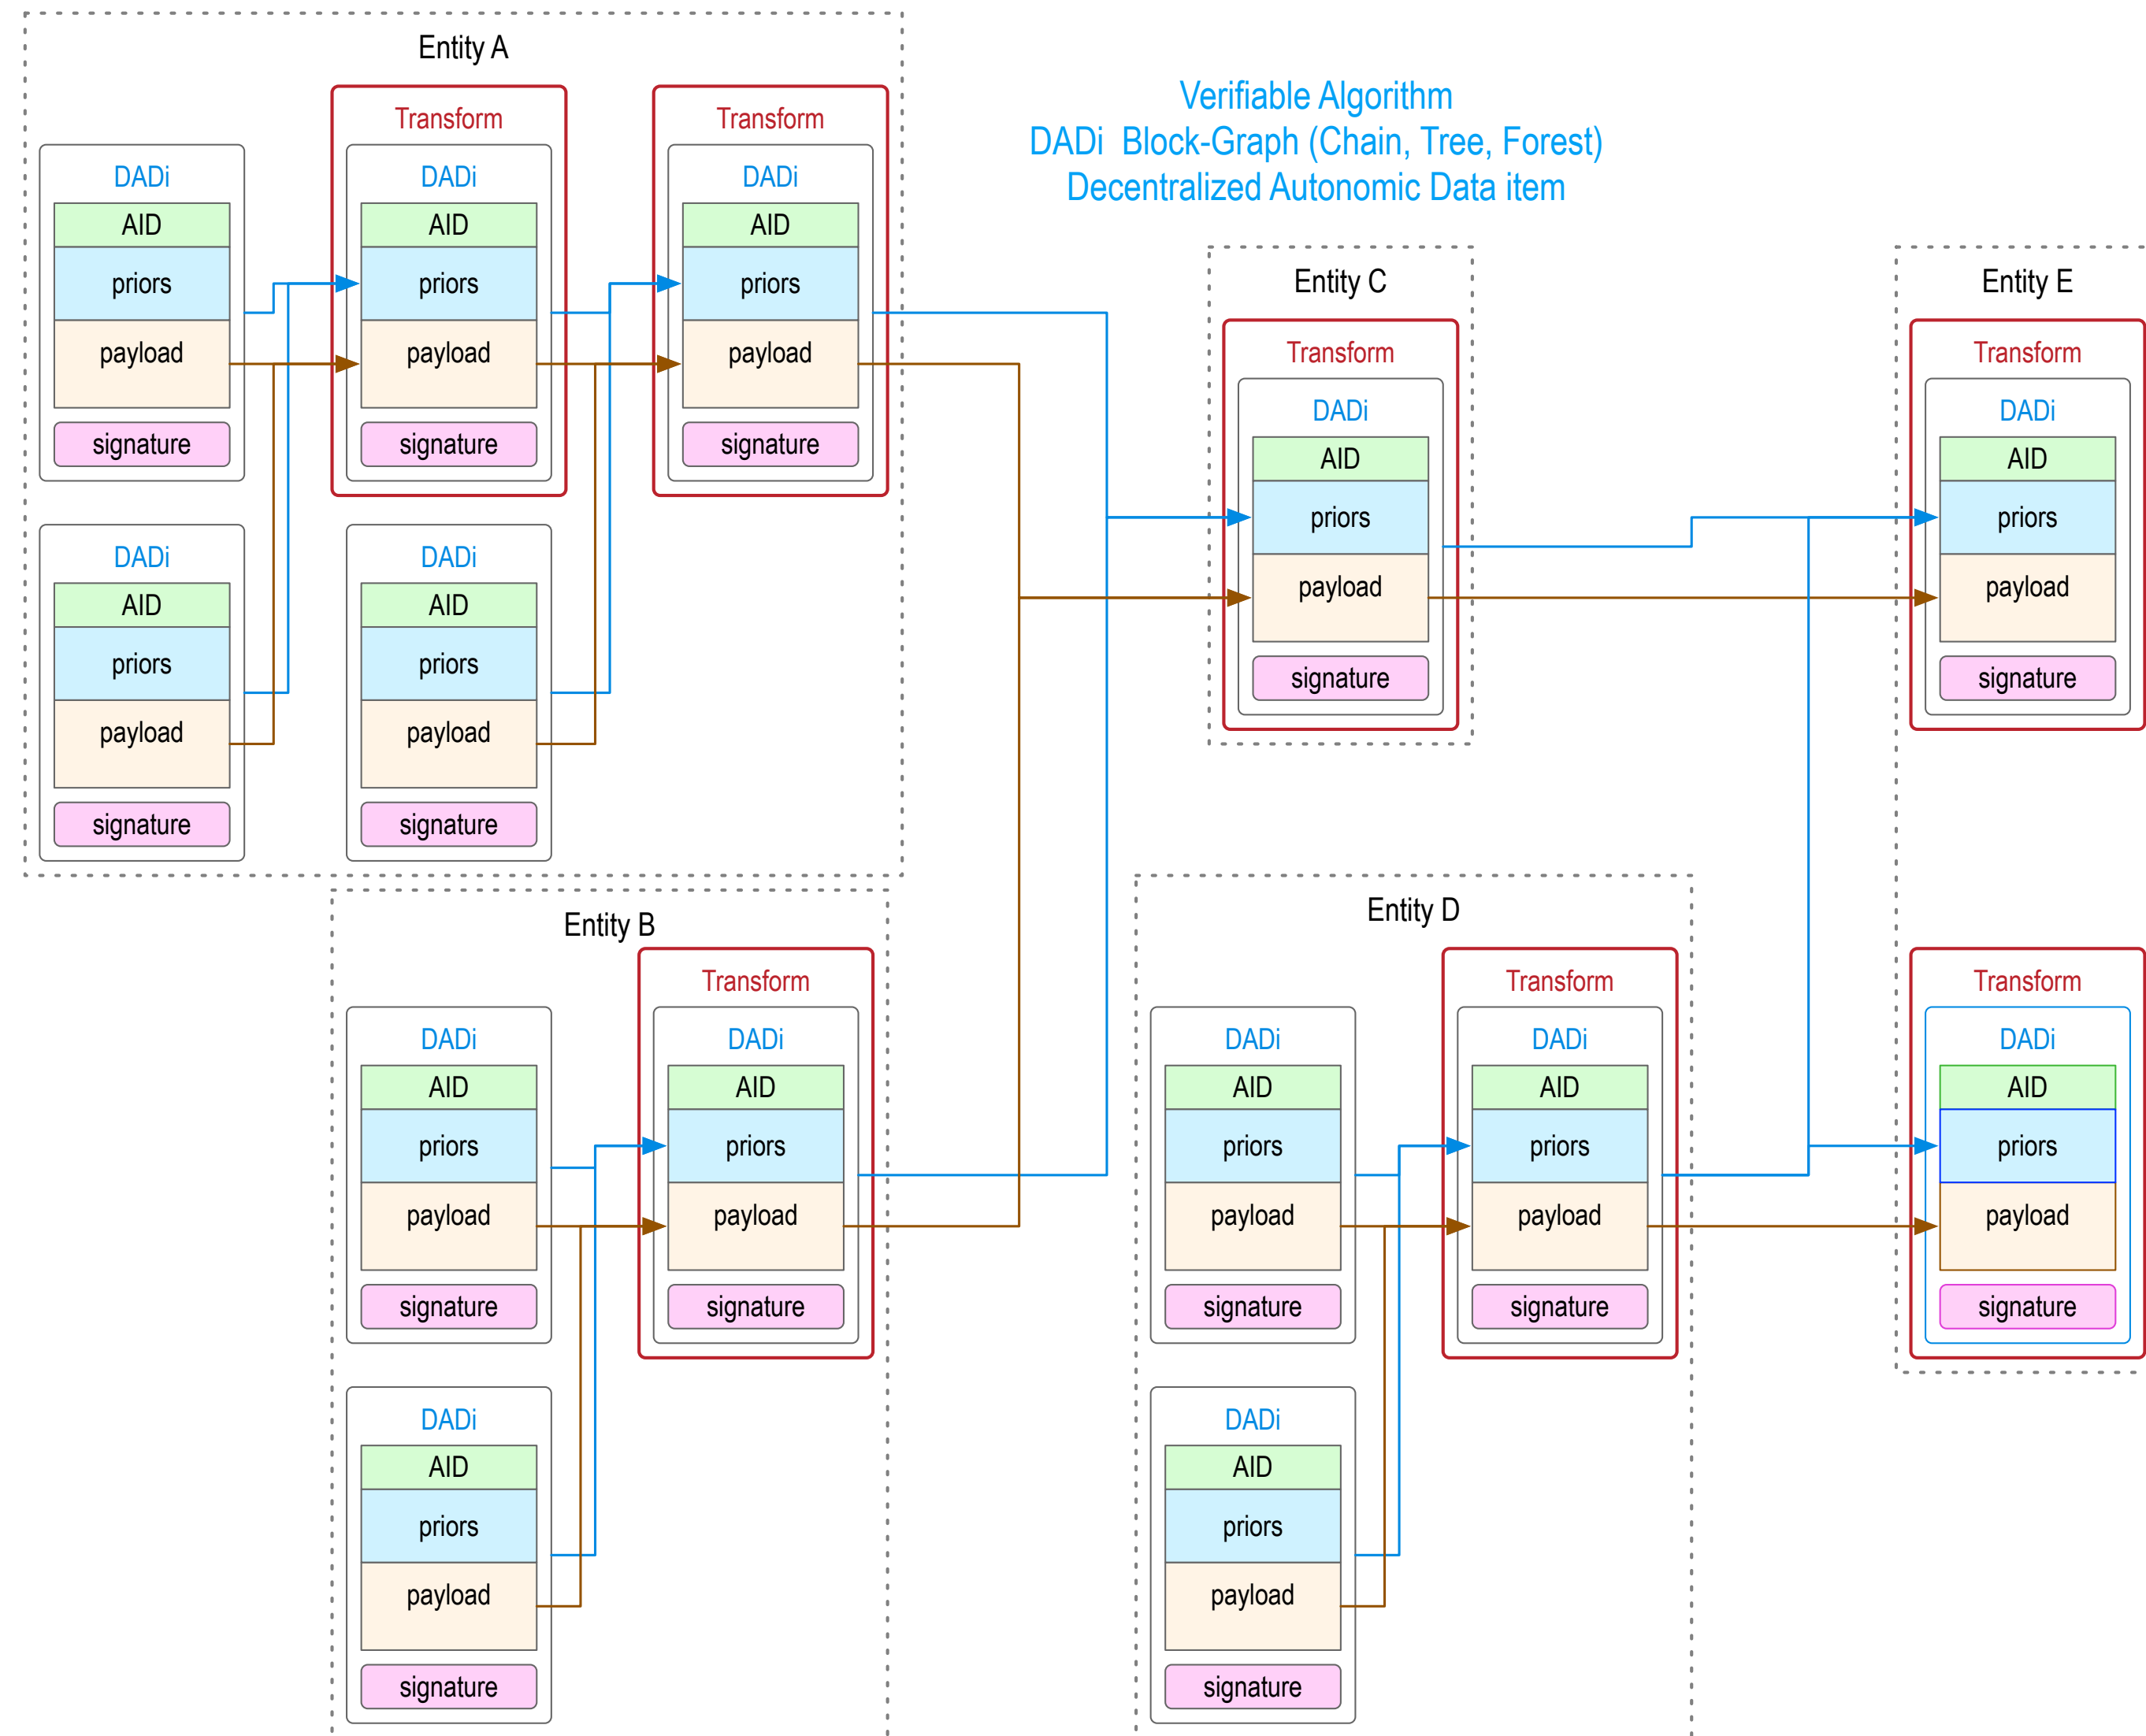 Entity A
Transform
DADi
AID
priors
payload
signature
Transform
DADi
AID
priors
payload
signature
DADi
AID
priors
payload
signature
DADi
AID
priors
payload
signature
DADi
AID
priors
payload
signature
Verifiable Algorithm
DADi Block-Graph (Chain, Tree, Forest)
Decentralized Autonomic Data item
Entity C
Transform
DADi
AID
priors
payload
signature
Entity E
Transform
DADi
AID
priors
payload
signature
Transform
DADi
AID
priors
payload
signature
Entity B
Transform
DADi
AID
priors
payload
signature
DADi
AID
priors
payload
signature
DADi
AID
priors
payload
signature
Entity D
Transform
DADi
AID
priors
payload
signature
DADi
AID
priors
payload
signature
DADi
AID
priors
payload
signature